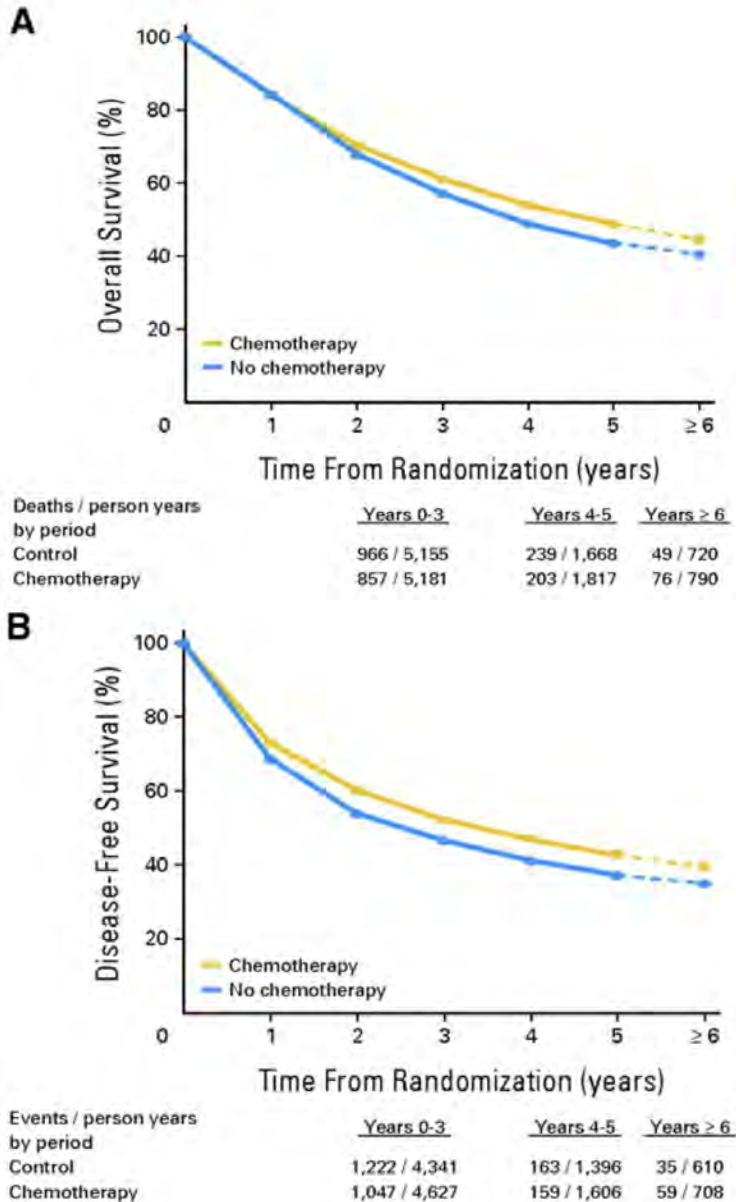 A
100
80
60
40
20
0
Overall Survival (%)
Chemotherapy
No chemotherapy
1 2 3 4 5 ≥ 6
Time From Randomization (years)
Deaths / person years
by period
Years 0-3 Years 4-5 Years ≥ 6
Control 966 / 5,155 239 / 1,668 49 / 720
Chemotherapy 857 / 5,181 203 / 1,817 76 / 790
B
100
80
60
40
20
0
Disease-Free Survival (%)
Chemotherapy
No chemotherapy
1 2 3 4 5 ≥ 6
Time From Randomization (years)
Events / person years
by period
Years 0-3 Years 4-5 Years ≥ 6
Control 1,222 / 4,341 163 / 1,396 35 / 610
Chemotherapy 1,047 / 4,627 159 / 1,606 59 / 708